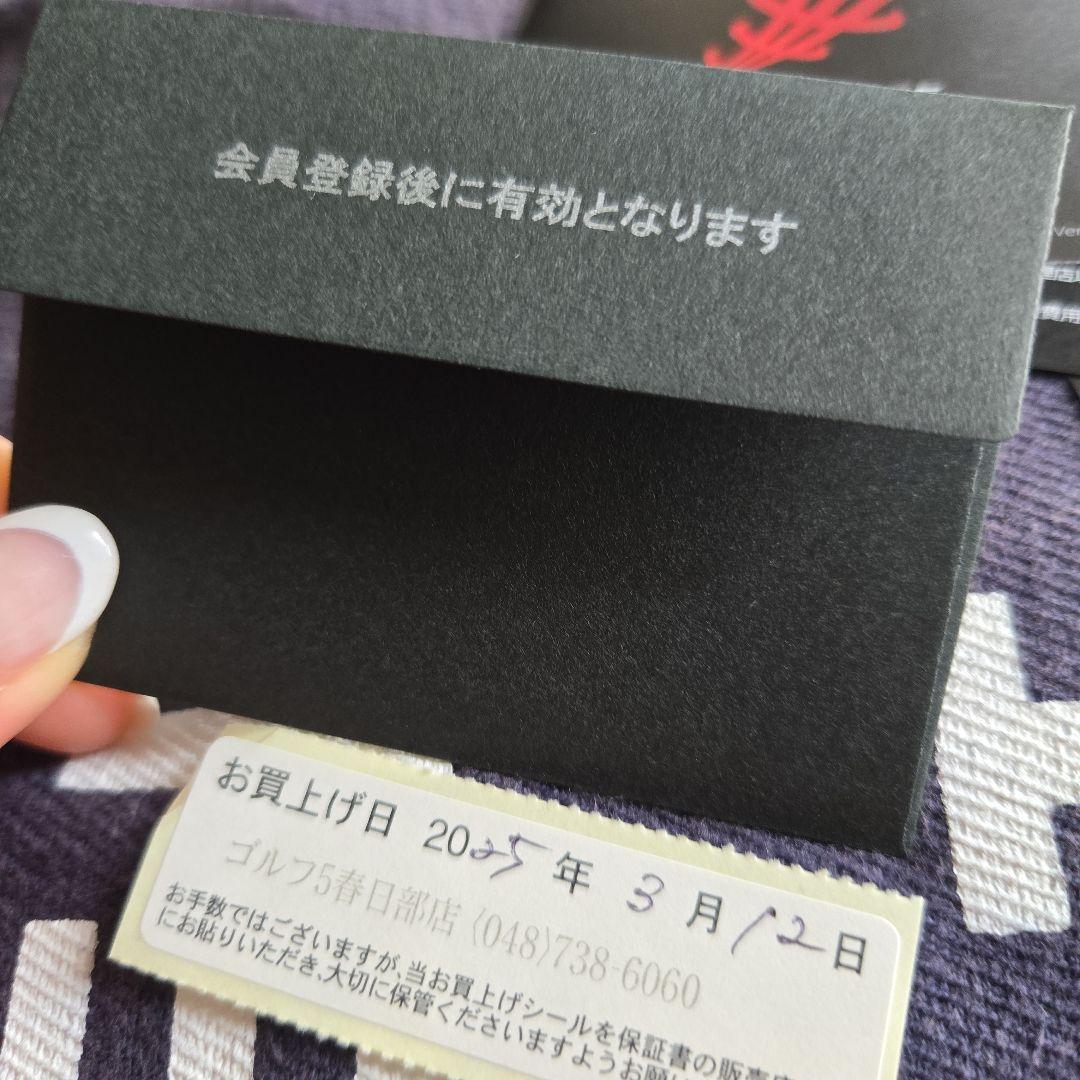 会員登録後に有効となります
費用
お買上げ日 2025年 3月12日
ゴルフ5春日部店 (048)738-6060
お手数ではございますが、当お買上げシールを保証書の販売店
にお貼りいただき、大切に保管くださいますようお願い